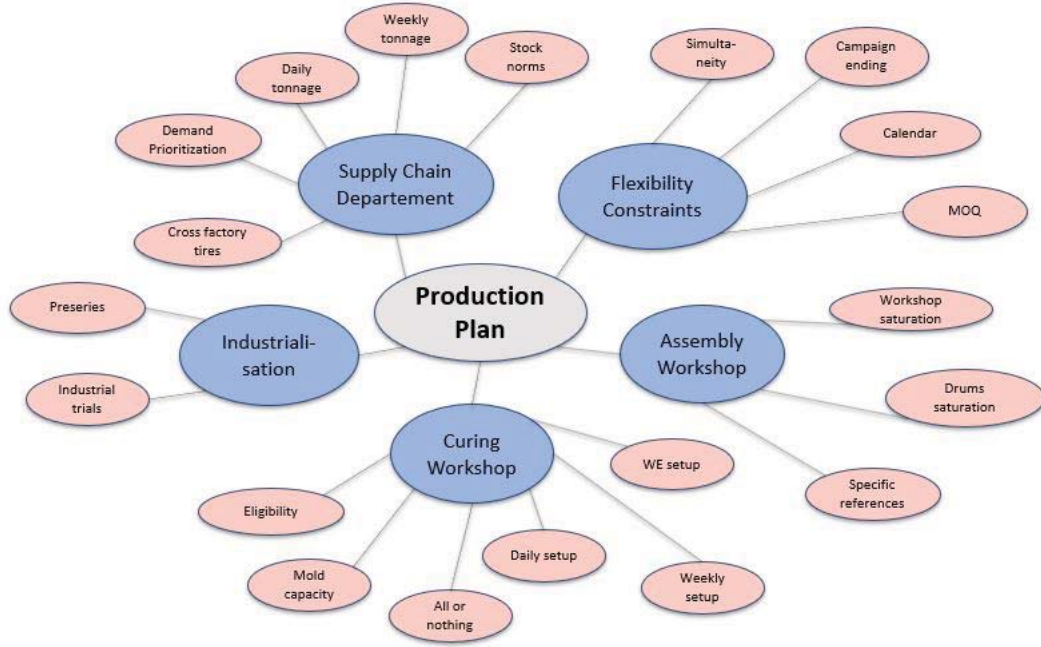 Weekly
tonnage
Stock
norms
Daily
tonnage
Demand
Prioritization
Supply Chain
Departement
Cross factory
tires
Simulta-
neity
Campaign
ending
Calendar
Flexibility
Constraints
MOQ
Production
Plan
Preseries
Industriali-
sation
Industrial
trials
Assembly
Workshop
Workshop
saturation
Drums
saturation
Specific
references
Curing
Workshop
WE setup
Eligibility
Mold
capacity
All or
nothing
Daily setup
Weekly
setup